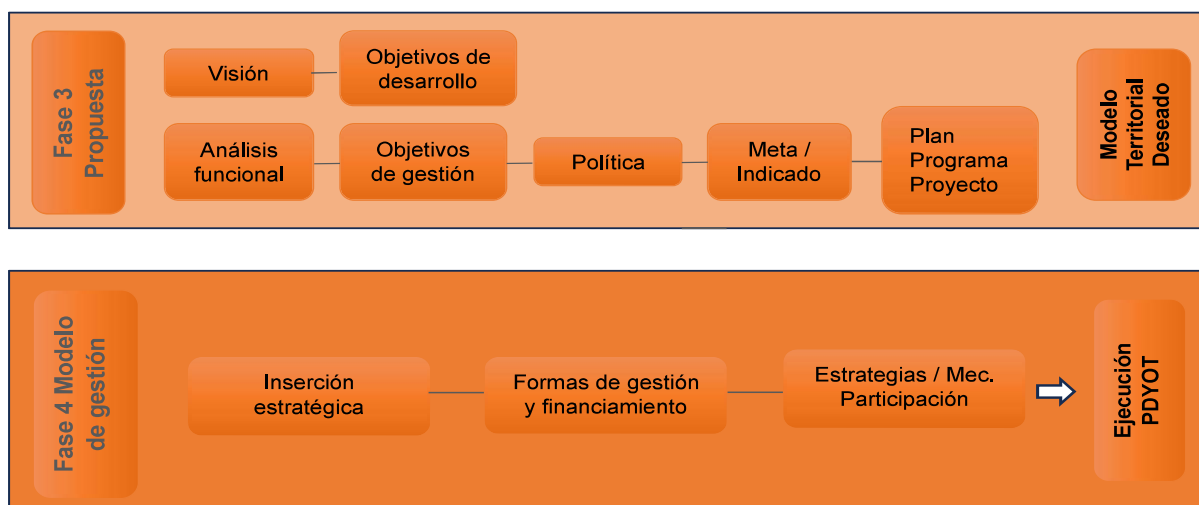 Fase 3
Propuesta
Visión
Objetivos de
desarrollo
Análisis
funcional
Objetivos
de gestión
Política
Meta /
Indicado
Plan
Programa
Proyecto
Modelo
Territorial
Deseado
Fase 4 Modelo
de gestión
Inserción
estratégica
Formas de gestión
y financiamiento
Estrategias / Mec.
Participación
Ejecución
PDYOT